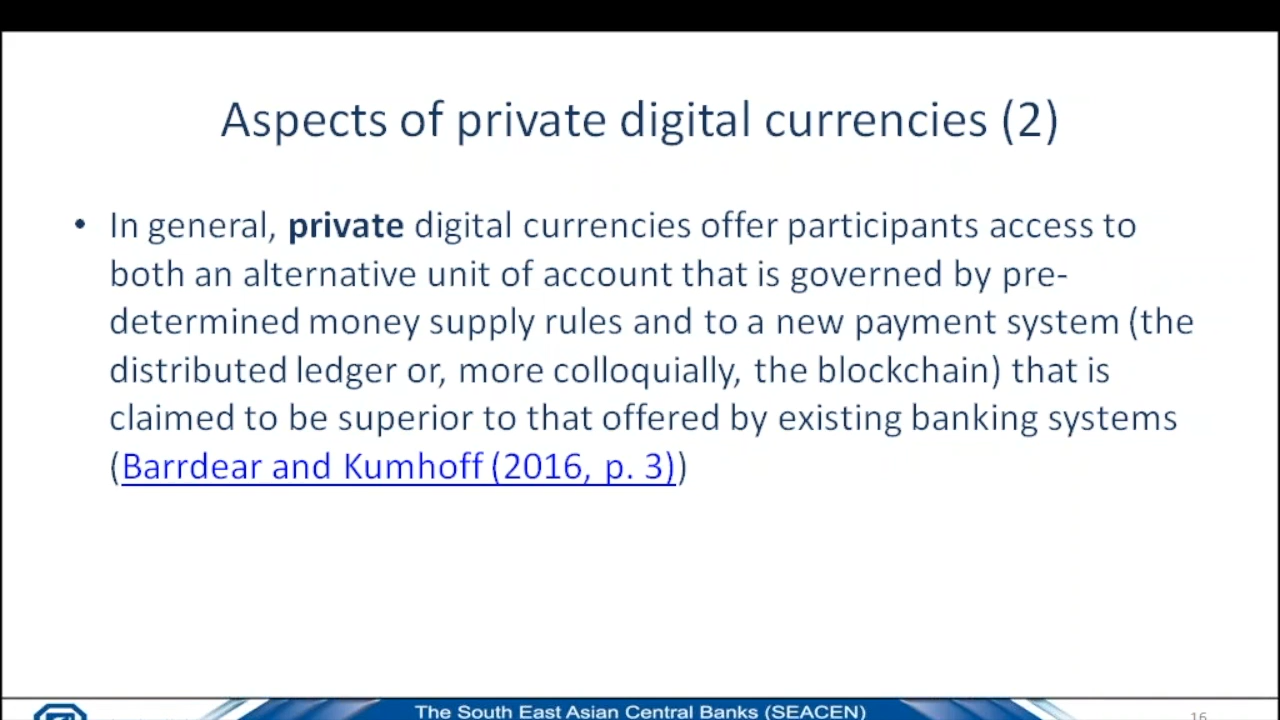 Aspects of private digital currencies (2)
• In general, private digital currencies offer participants access to
both an alternative unit of account that is governed by pre-
determined money supply rules and to a new payment system (the
distributed ledger or, more colloquially, the blockchain) that is
claimed to be superior to that offered by existing banking systems
(Barrdear and Kumhoff (2016, p. 3))
The South East Asian Central Banks (SEACEN)
16